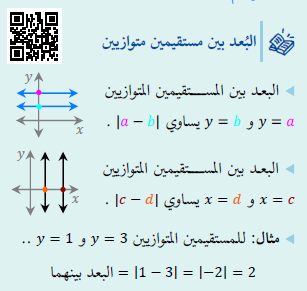 البُعد بين مستقيمين متوازيين
البعد بين المستقيمين المتوازيين
y = a و y = b يساوي |a − b| .
y
x
البعد بين المستقيمين المتوازيين
x = c و x = d يساوي |c − d| .
y
x
مثال: للمستقيمين المتوازيين y = 3 و y = 1 ..
البعد بينهما = |1 − 3| = |−2| = 2